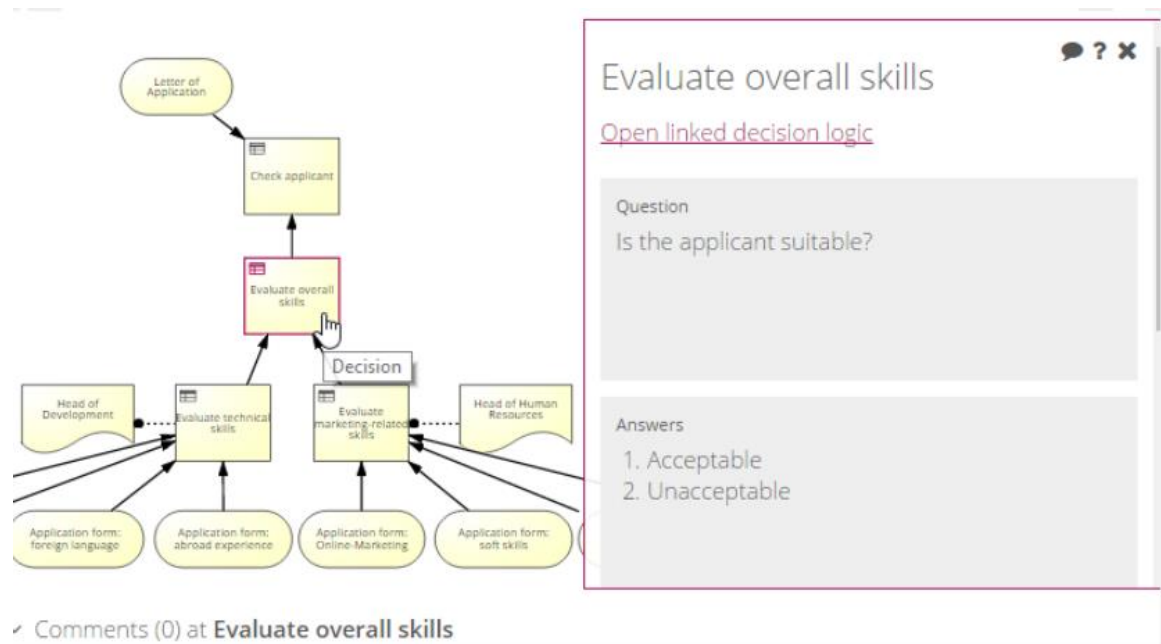 Letter of
Application
Check applicant
Evaluate overall
skills
Decision
Head of
Development
Evaluate technical
skills
Evaluate
marketing-related
skills
Head of Human
Resources
Application form:
foreign language
Application form:
abroad experience
Application form:
Online-Marketing
Application form:
soft skills
?
Evaluate overall skills
Open linked decision logic
Question
Is the applicant suitable?
Answers
1. Acceptable
2. Unacceptable
Comments (0) at Evaluate overall skills